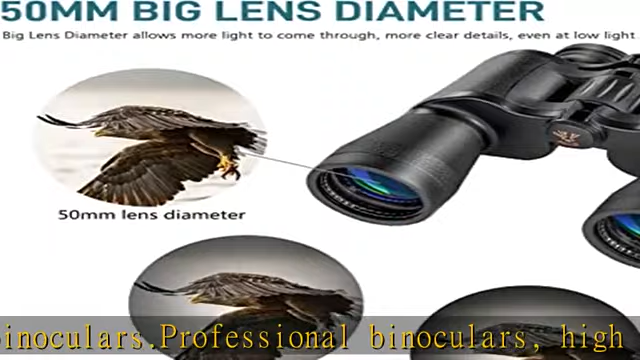 50MM BIG LENS DIAMETER
Big Lens Diameter allows more light to come through, more clear details, even at low light
50mm lens diameter
binoculars.Professional binoculars, high